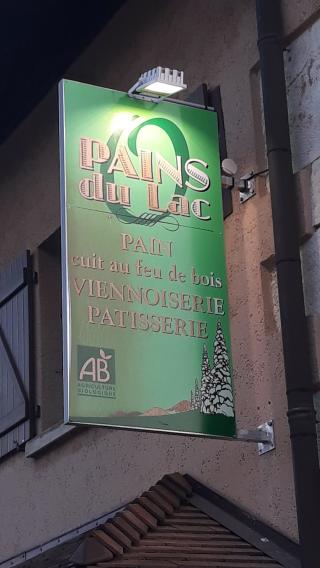 PAINS
du Lac
PAIN
cuit au feu de bois
VIENNOISERIE
PATISSERIE
AB
AGRICULTURE
BIOLOGIQUE